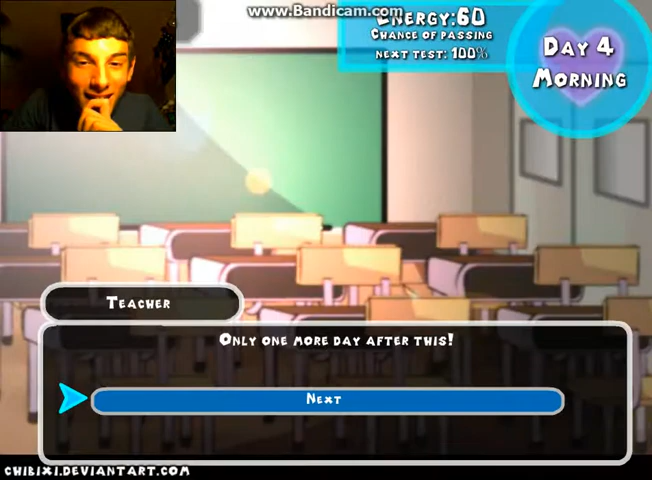 www.Bandicam.com
Energy:60
Chance of passing
next test: 100%
Day 4
Morning
Teacher
Only one more day after this!
Next
chibixi.deviantart.com